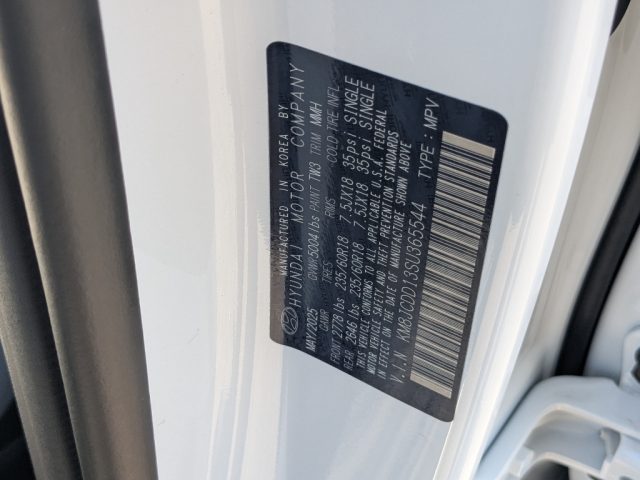 MANUFACTURED IN KOREA BY
HYUNDAI MOTOR COMPANY
MAY/2025 GVWR 5004 lbs PAINT TW3 TRIM MMH
GAWR TIRES RIMS COLD TIRE INFL
FRONT 2778 lbs 235/60R18 7.5JX18 35psi SINGLE
REAR 2646 lbs 235/60R18 7.5JX18 35psi SINGLE
THIS VEHICLE CONFORMS TO ALL APPLICABLE U.S.A. FEDERAL
MOTOR VEHICLE SAFETY AND THEFT PREVENTION STANDARDS
IN EFFECT ON THE DATE OF MANUFACTURE SHOWN ABOVE
V.I.N KM8JCDD13SU365544 TYPE : MPV